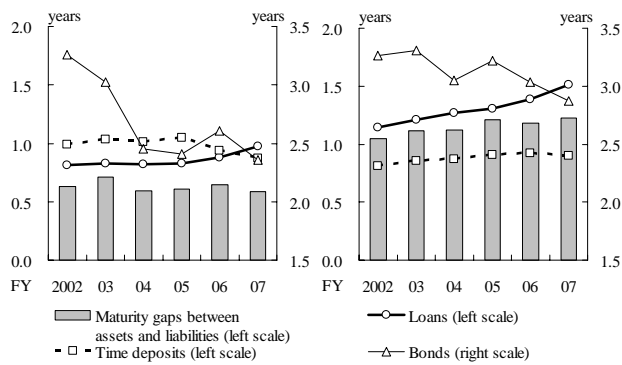 years years years years
2.0 3.5 2.0 3.5
1.5 3.0 1.5 3.0
1.0 2.5 1.0 2.5
0.5 2.0 0.5 2.0
0.0 1.5 0.0 1.5
FY 2002 03 04 05 06 07 FY 2002 03 04 05 06 07
Maturity gaps between
assets and liabilities (left scale)
Time deposits (left scale)
Loans (left scale)
Bonds (right scale)